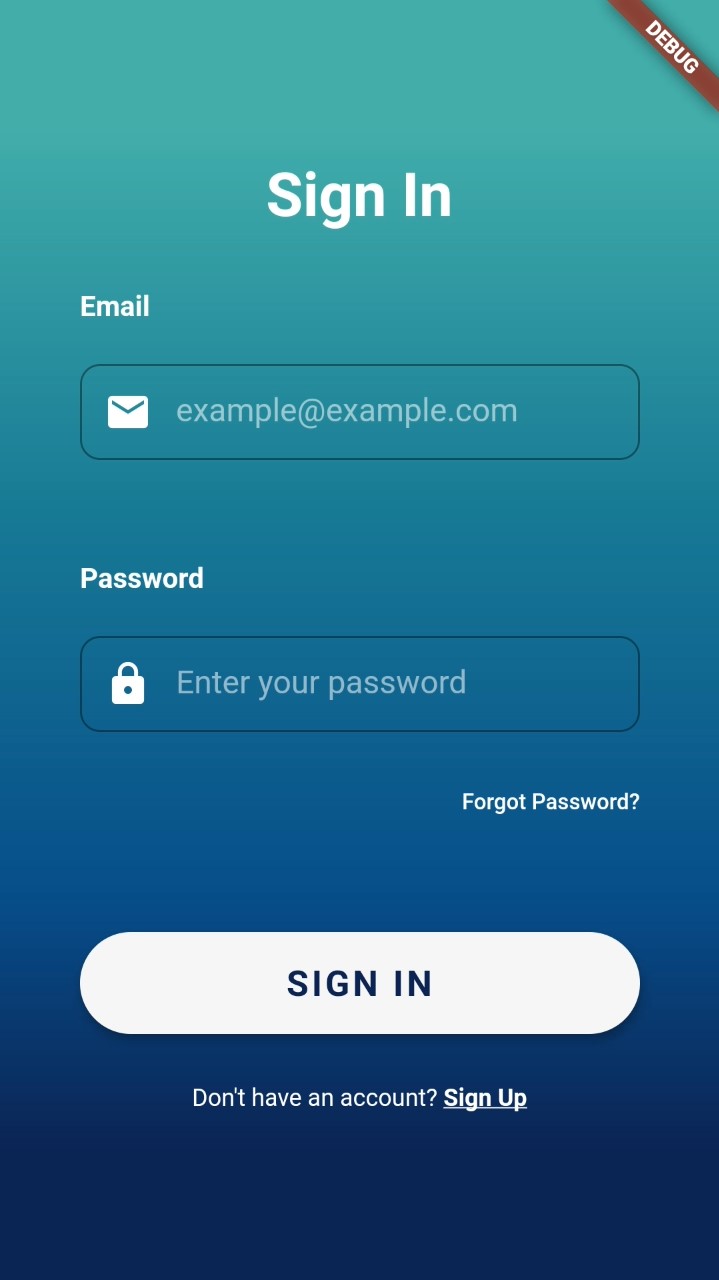 DEBUG
Sign In
Email
example@example.com
Password
Enter your password
Forgot Password?
SIGN IN
Don't have an account? Sign Up